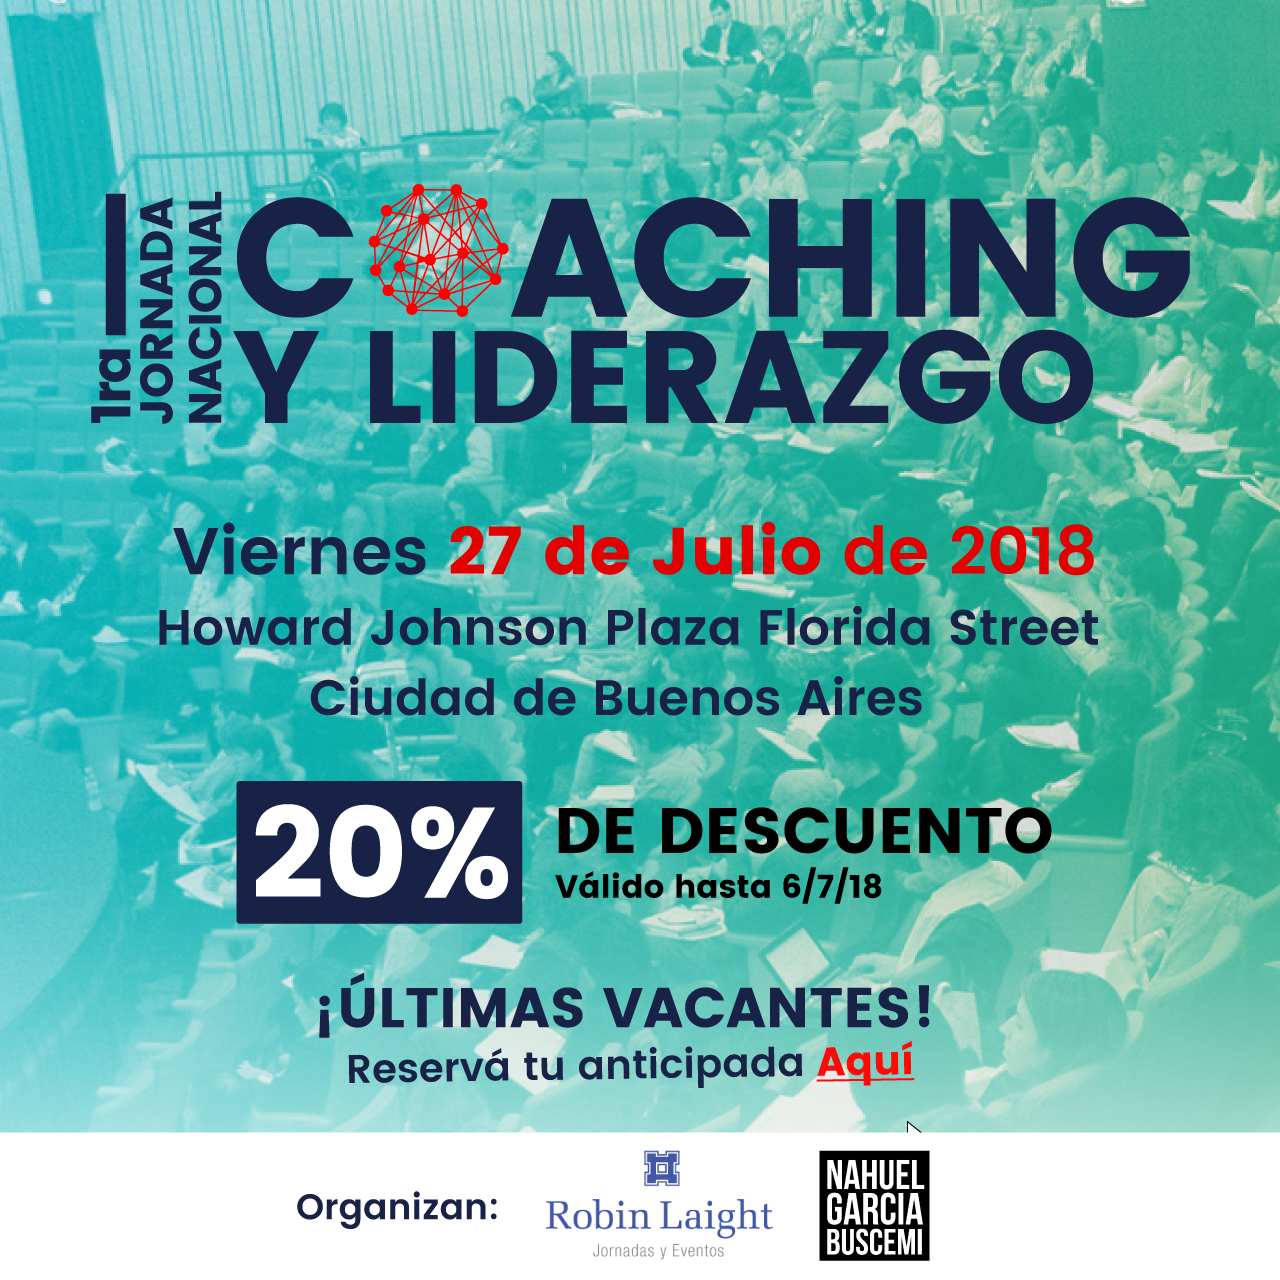 1ra JORNADA
NACIONAL
COACHING
Y LIDERAZGO
Viernes 27 de Julio de 2018
Howard Johnson Plaza Florida Street
Ciudad de Buenos Aires
20% DE DESCUENTO
Válido hasta 6/7/18
¡ÚLTIMAS VACANTES!
Reservá tu anticipada Aquí
Organizan:
Robin Laight
Jornadas y Eventos
NAHUEL
GARCIA
BUSCEMI